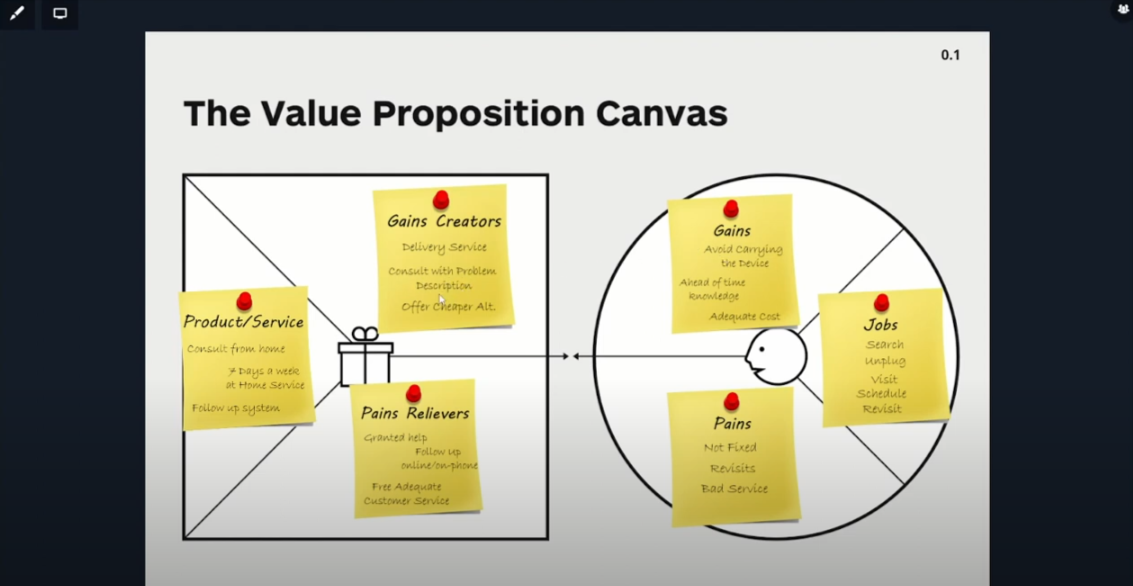 0.1
The Value Proposition Canvas
Gains Creators
Delivery Service
Consult with Problem
Description
Offer Cheaper Alt.
Product/Service
Consult from home
7 Days a week
at Home Service
Follow up system
Pains Relievers
Granted help
Follow up
online/on-phone
Free Adequate
Customer Service
Gains
Avoid Carrying
the Device
Ahead of time
knowledge
Adequate Cost
Jobs
Search
Unplug
Visit
Schedule
Revisit
Pains
Not Fixed
Revisits
Bad Service